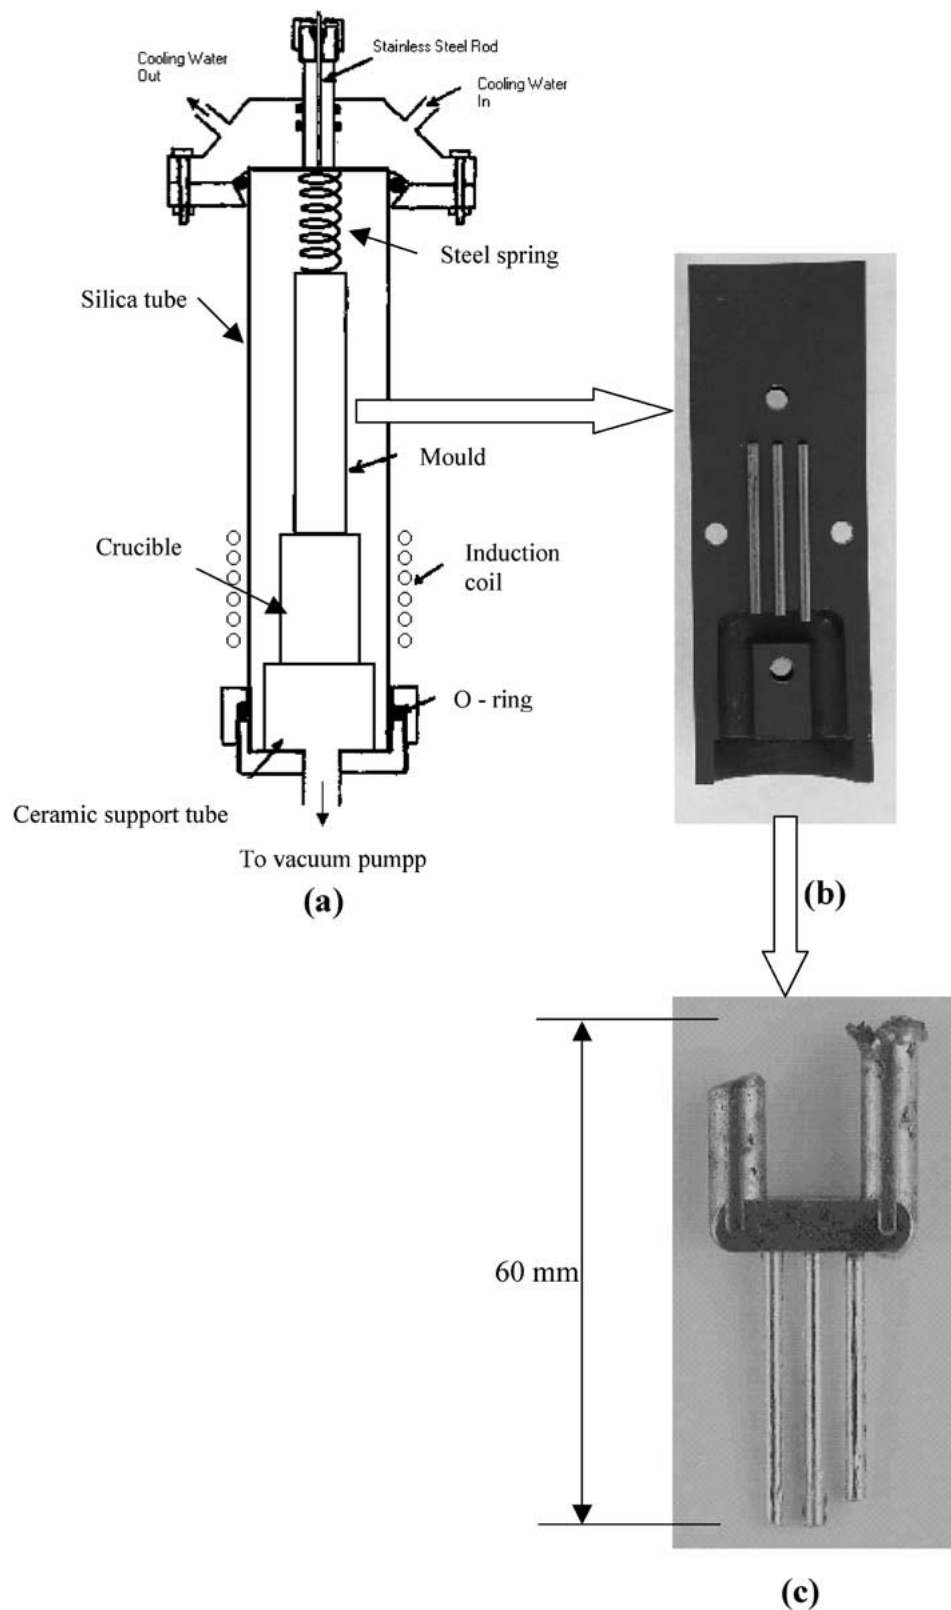 Stainless Steel Rod
Cooling Water
Out
Cooling Water
In
Steel spring
Silica tube
Mould
Crucible
Induction
coil
O - ring
Ceramic support tube
To vacuum pumpp
(a)
(b)
60 mm
(c)